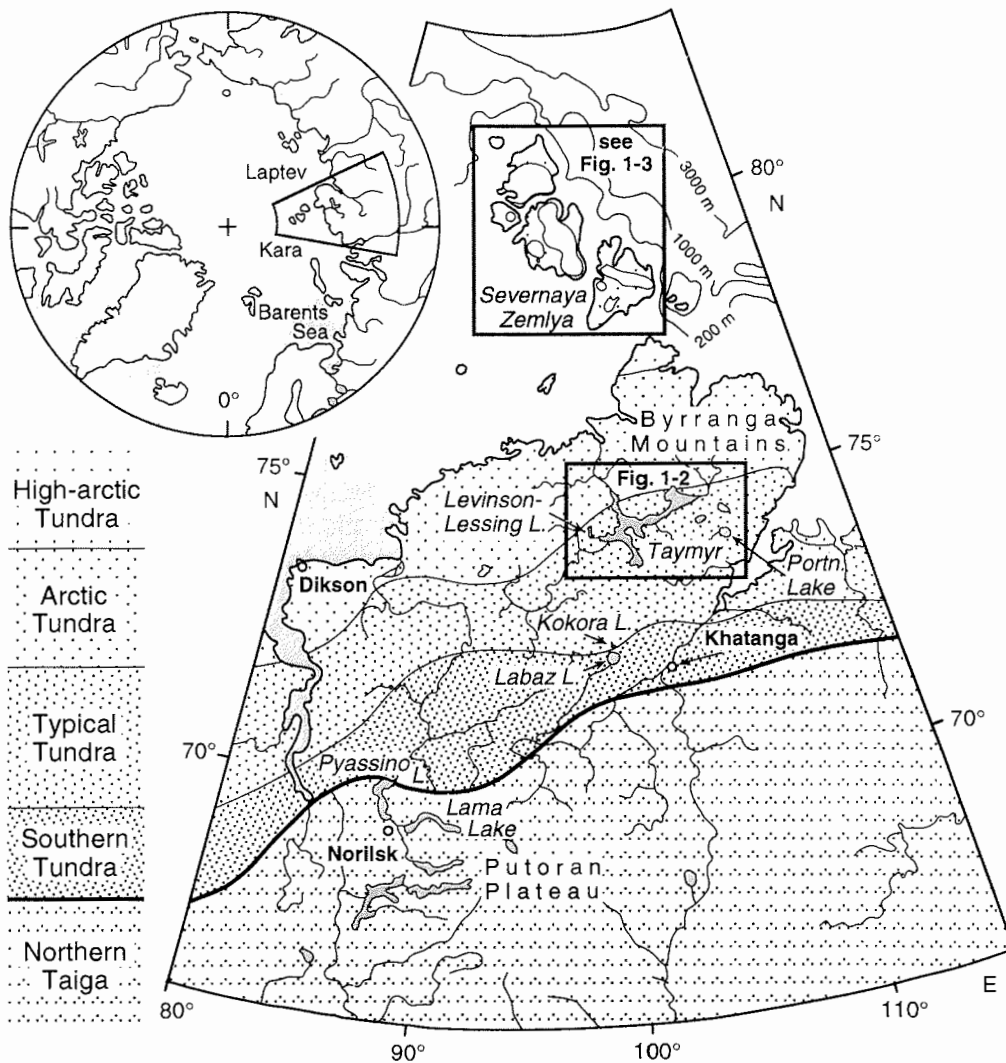 Laptev
Kara
Barents
Sea
0°
see
Fig. 1-3
80°
N
3000 m
1000 m
200 m
Severnaya
Zemlya
Byrranga
Mountains
75°
75°
N
Fig. 1-2
Levinson-
Lessing L.
Taymyr
Portn.
Lake
Dikson
Kokora L.
Khatanga
Labaz L.
70°
70°
Pyassino
L.
Lama
Lake
Norilsk
Putoran
Plateau
High-arctic
Tundra
Arctic
Tundra
Typical
Tundra
Southern
Tundra
Northern
Taiga
80°
90°
100°
110°
E